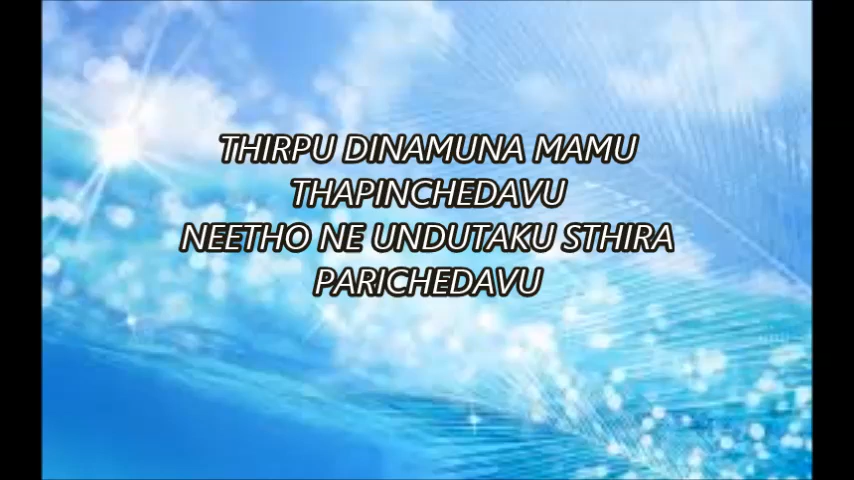 THIRPU DINAMUNA MAMU
THAPINCHEDAVU
NEETHO NE UNDUTAKU STHIRA
PARICHEDAVU